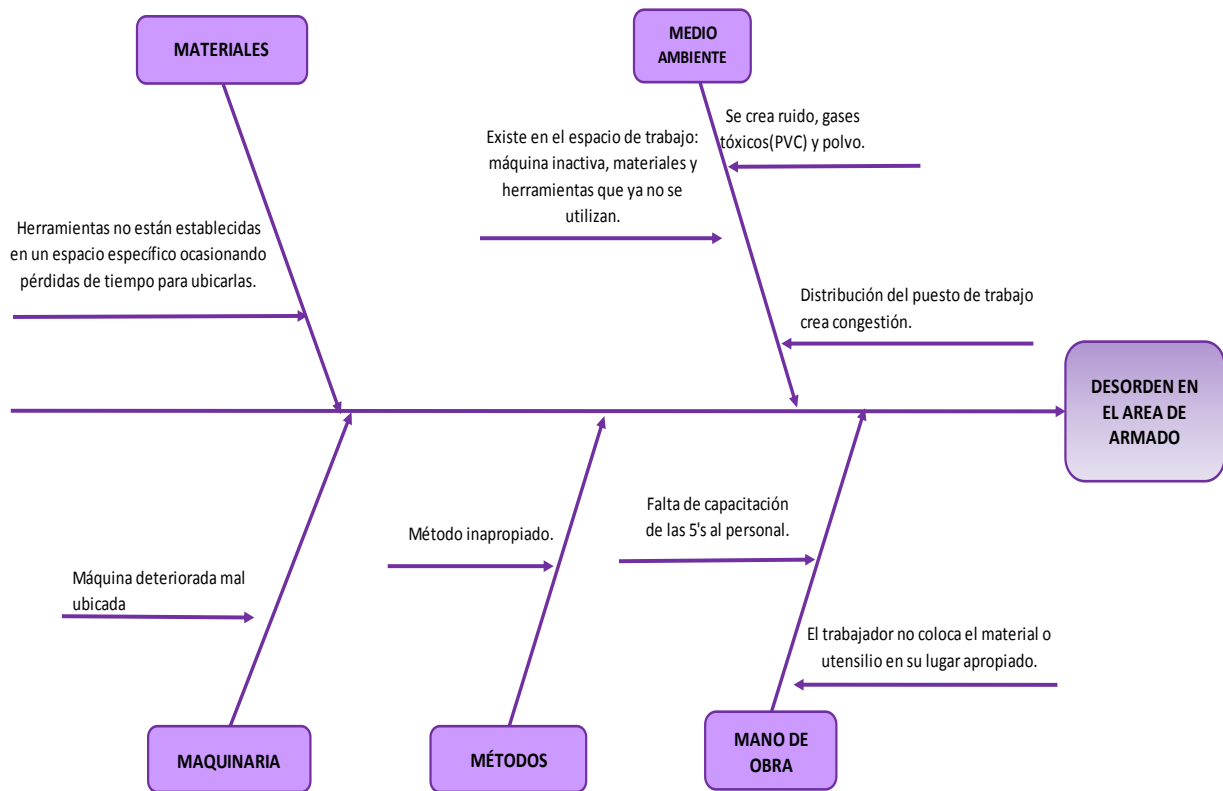 MATERIALES
MEDIO
AMBIENTE
Se crea ruido, gases
tóxicos(PVC) y polvo.
Existe en el espacio de trabajo:
máquina inactiva, materiales y
herramientas que ya no se
utilizan.
Herramientas no están establecidas
en un espacio específico ocasionando
pérdidas de tiempo para ubicarlas.
Distribución del puesto de trabajo
crea congestión.
DESORDEN EN
EL AREA DE
ARMADO
Falta de capacitación
de las 5's al personal.
Método inapropiado.
Máquina deteriorada mal
ubicada
El trabajador no coloca el material o
utensilio en su lugar apropiado.
MAQUINARIA
MÉTODOS
MANO DE
OBRA